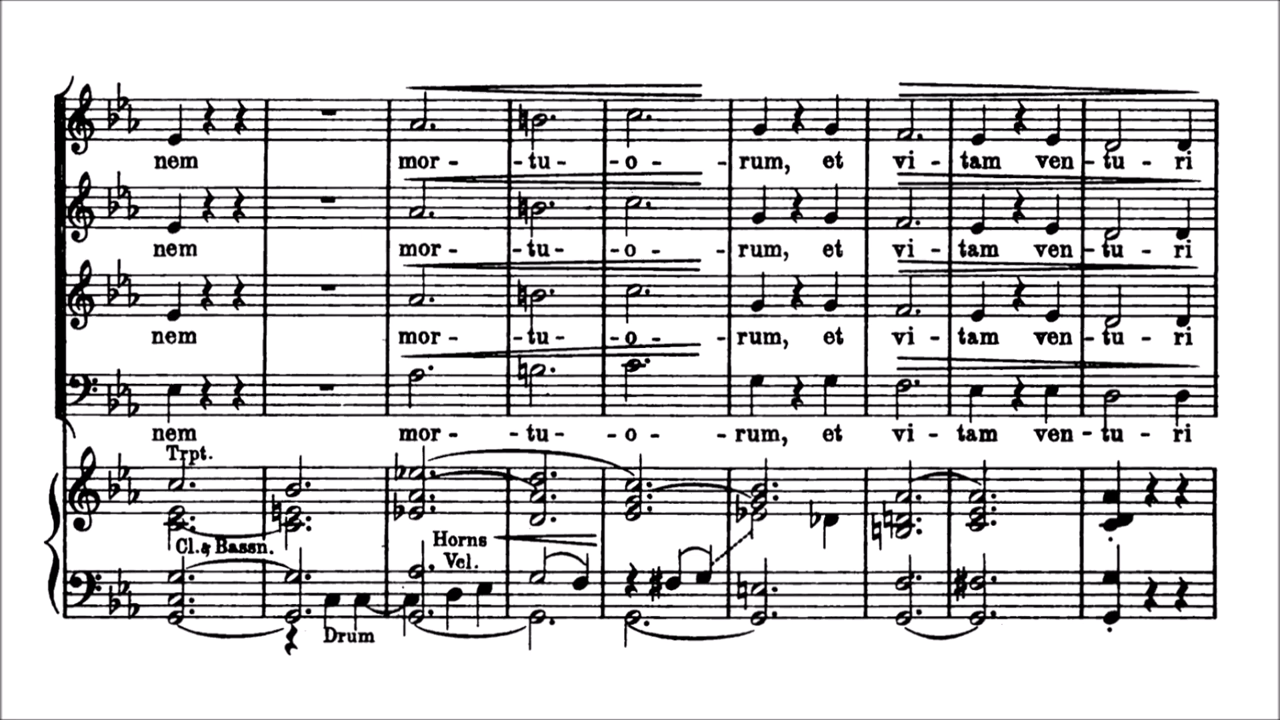 nem mor - - tu - - o - - rum, et vi - tam ven - tu - ri
nem mor - - tu - - o - - rum, et vi - tam ven - tu - ri
nem mor - - tu - - o - - rum, et vi - tam ven - tu - ri
nem mor - - tu - - o - - rum, et vi - tam ven - tu - ri
Trpt.
Cl. & Bassn.
Horns
Vcl.
Drum